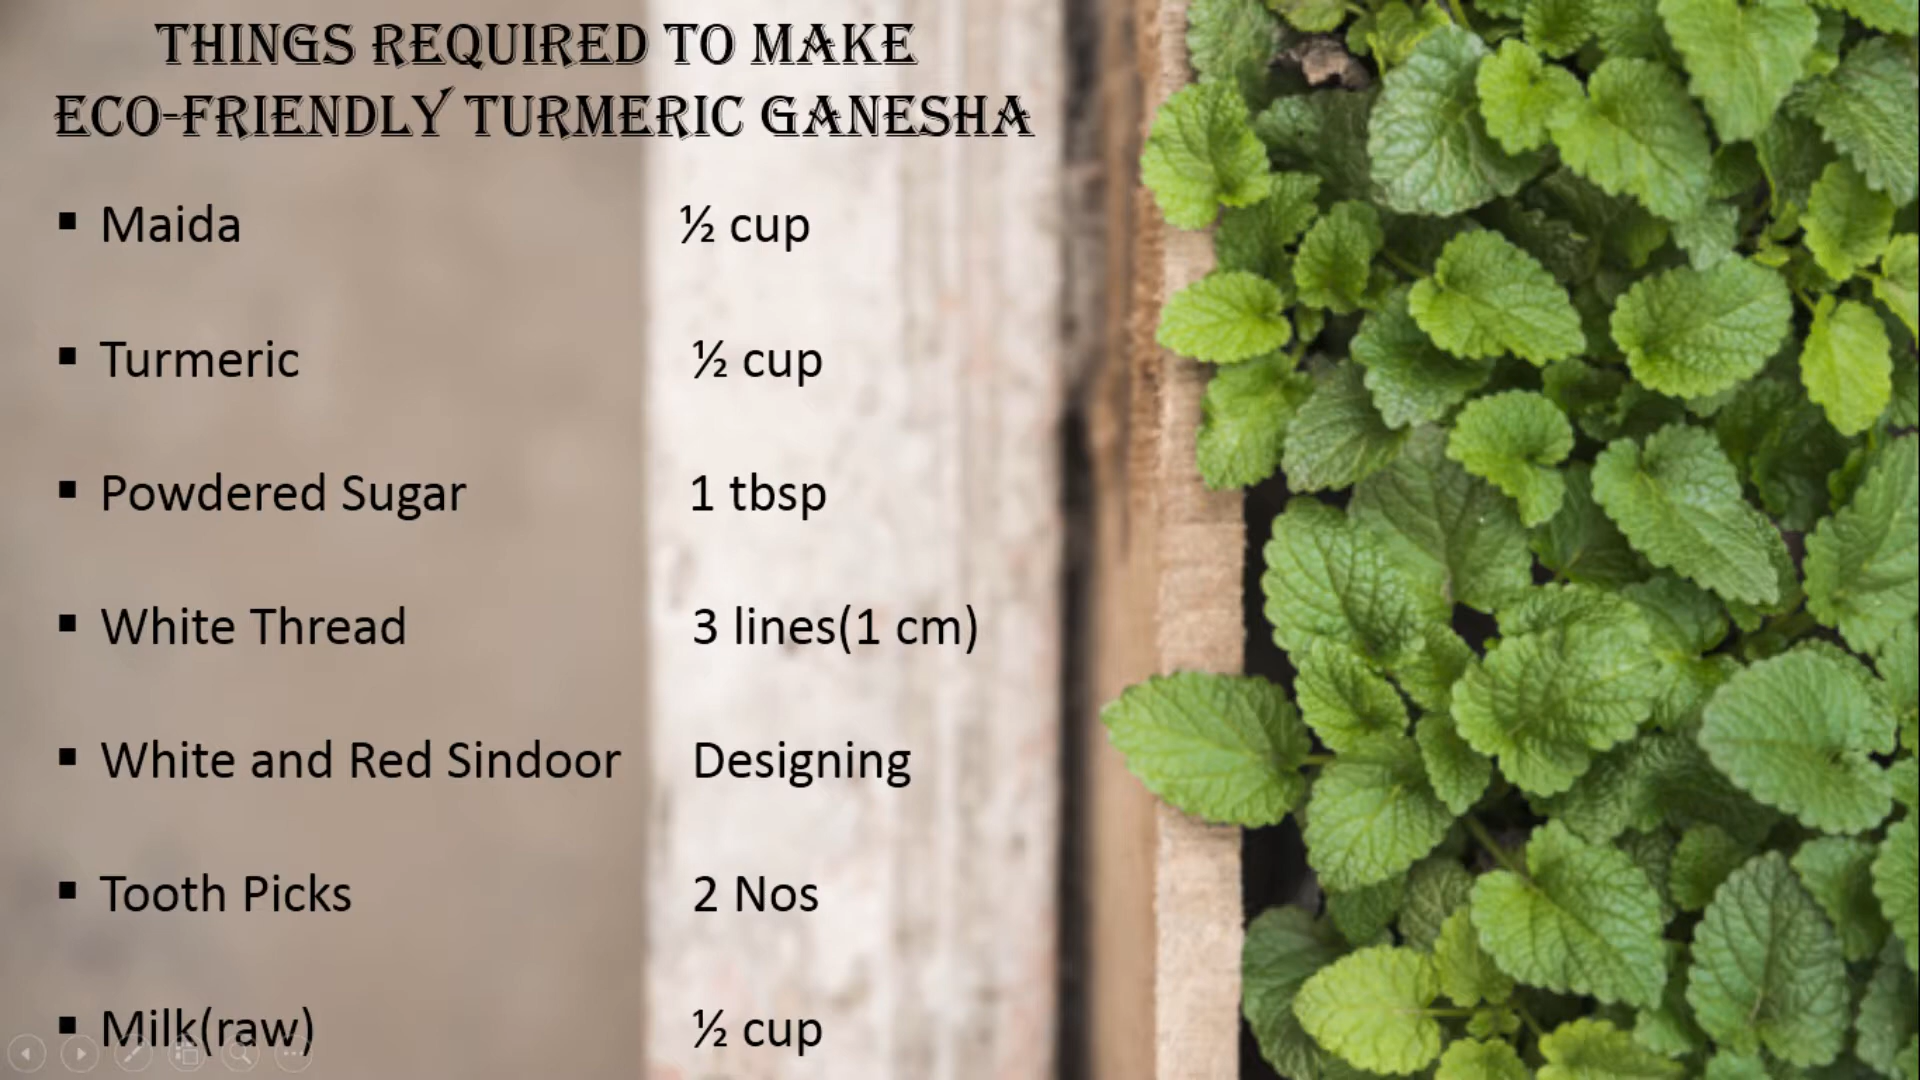 THINGS REQUIRED TO MAKE
ECO-FRIENDLY TURMERIC GANESHA
▪ Maida ½ cup
▪ Turmeric ½ cup
▪ Powdered Sugar 1 tbsp
▪ White Thread 3 lines(1 cm)
▪ White and Red Sindoor Designing
▪ Tooth Picks 2 Nos
▪ Milk(raw) ½ cup